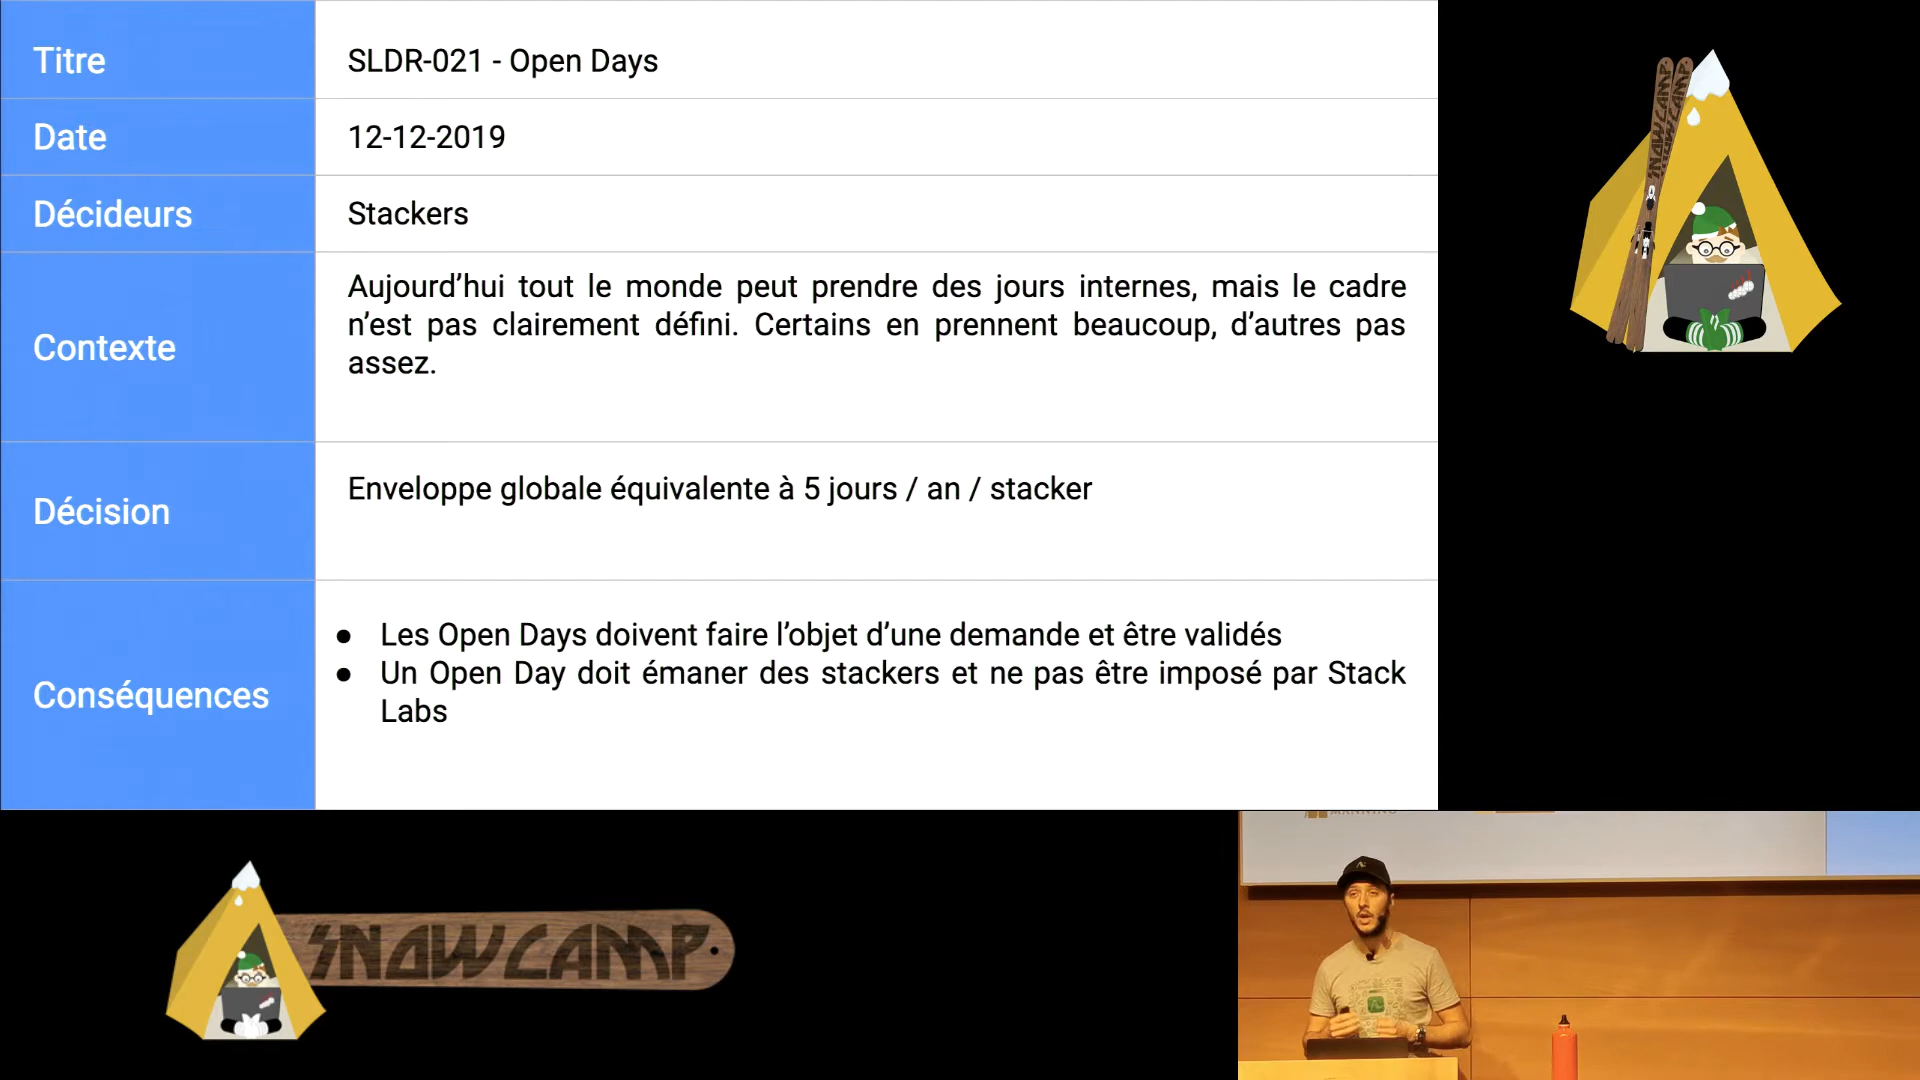 Titre
SLDR-021 - Open Days
Date
12-12-2019
Décideurs
Stackers
Contexte
Aujourd’hui tout le monde peut prendre des jours internes, mais le cadre
n’est pas clairement défini. Certains en prennent beaucoup, d’autres pas
assez.
Décision
Enveloppe globale équivalente à 5 jours / an / stacker
Conséquences
● Les Open Days doivent faire l’objet d’une demande et être validés
● Un Open Day doit émaner des stackers et ne pas être imposé par Stack
Labs
SNOWCAMP
SNOWCAMP
SNOWCAMP
MANNING